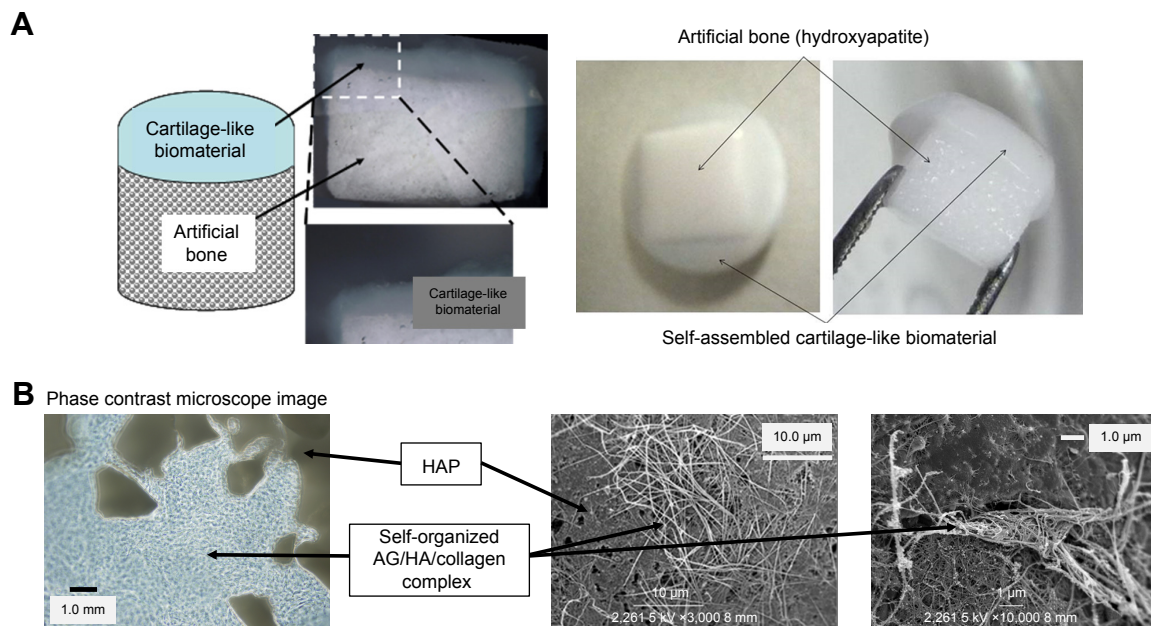 A
Cartilage-like
biomaterial
Artificial
bone
Cartilage-like
biomaterial
Artificial bone (hydroxyapatite)
Self-assembled cartilage-like biomaterial
B
Phase contrast microscope image
1.0 mm
HAP
Self-organized
AG/HA/collagen
complex
10.0 µm
10 µm
2,261 5 kV ×3,000 8 mm
1.0 µm
1 µm
2,261 5 kV ×10,000 8 mm